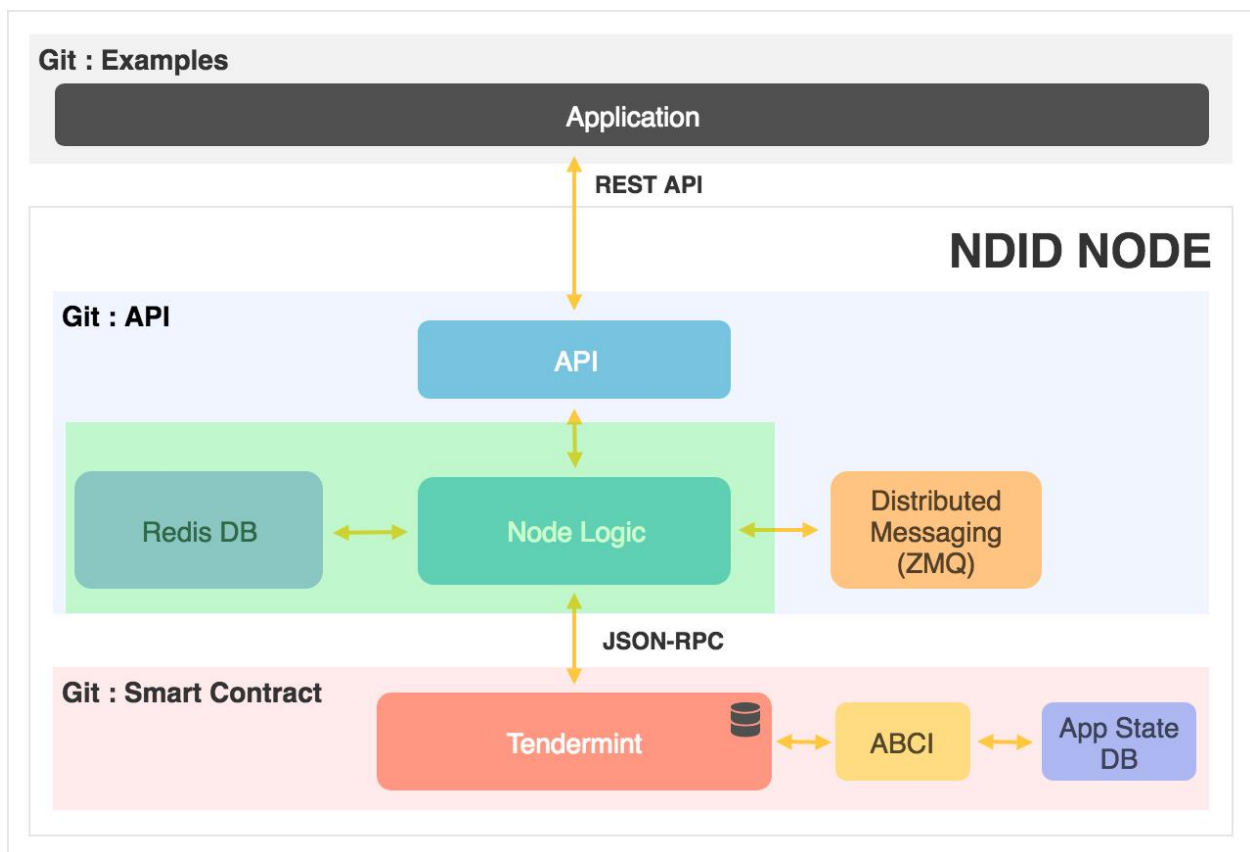 Git : Examples
Application
REST API
NDID NODE
Git : API
API
Redis DB
Node Logic
Distributed
Messaging
(ZMQ)
JSON-RPC
Git : Smart Contract
Tendermint
ABCI
App State
DB